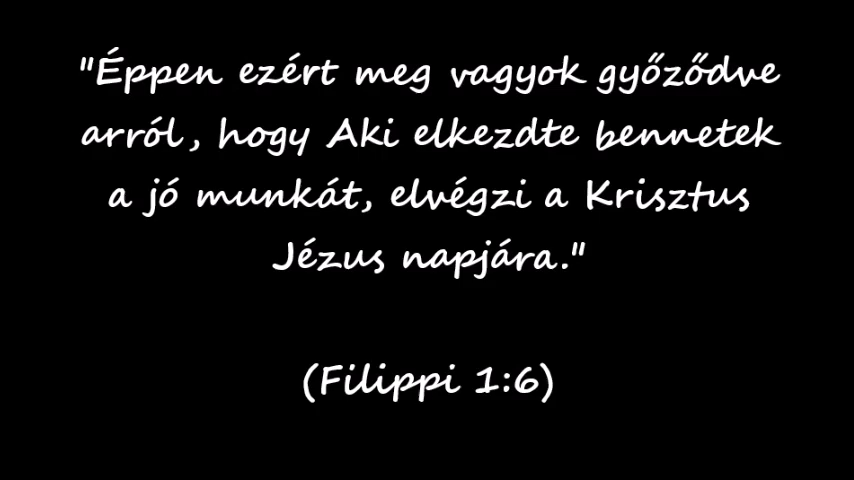 "Éppen ezért meg vagyok győződve
arról, hogy Aki elkezdte bennetek
a jó munkát, elvégzi a Krisztus
Jézus napjára."
(Filippi 1:6)